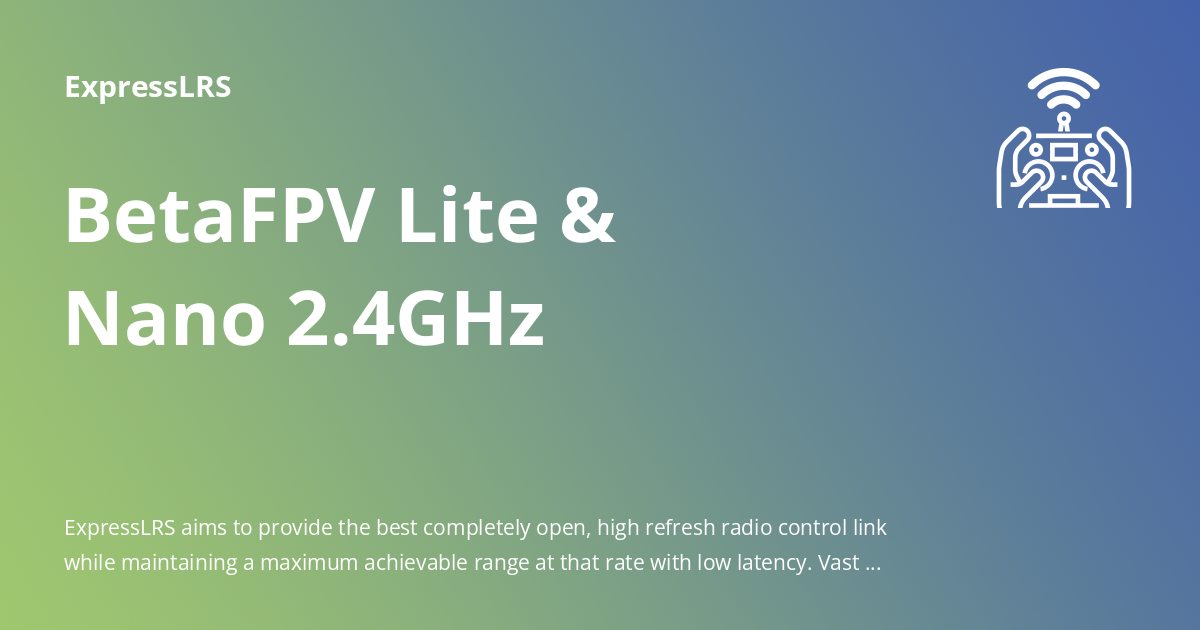 ExpressLRS
BetaFPV Lite &
Nano 2.4GHz
ExpressLRS aims to provide the best completely open, high refresh radio control link
while maintaining a maximum achievable range at that rate with low latency. Vast ...